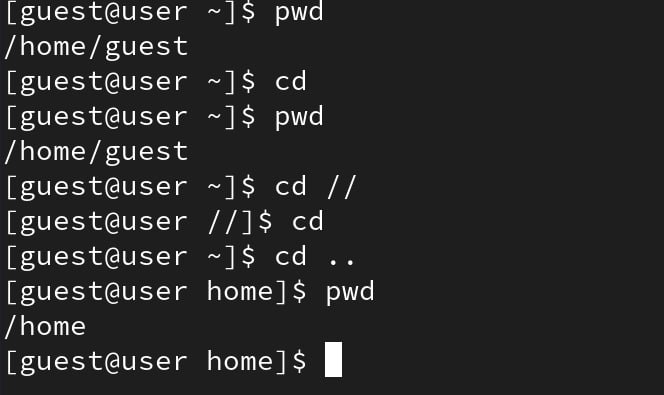 [guest@user ~]$ pwd
/home/guest
[guest@user ~]$ cd
[guest@user ~]$ pwd
/home/guest
[guest@user ~]$ cd //
[guest@user //]$ cd
[guest@user ~]$ cd ..
[guest@user home]$ pwd
/home
[guest@user home]$